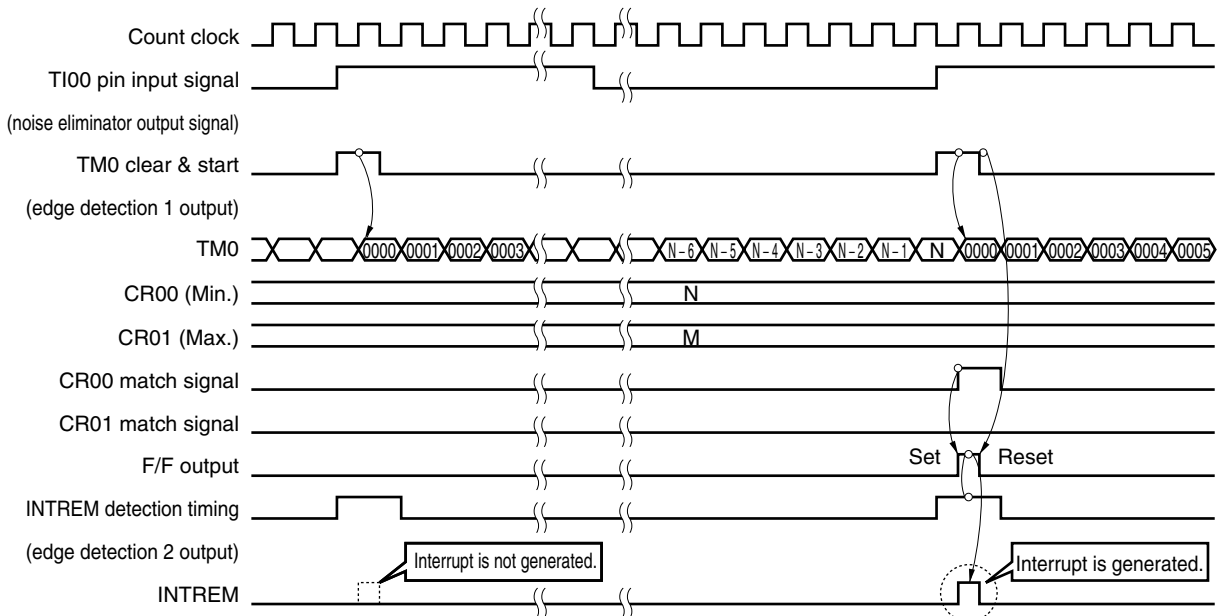 Count clock
TI00 pin input signal
(noise eliminator output signal)
TM0 clear & start
(edge detection 1 output)
TM0 0000 0001 0002 0003 N-6 N-5 N-4 N-3 N-2 N-1 N 0000 0001 0002 0003 0004 0005
CR00 (Min.) N
CR01 (Max.) M
CR00 match signal
CR01 match signal
F/F output Set Reset
INTREM detection timing
(edge detection 2 output)
Interrupt is not generated. Interrupt is generated.
INTREM